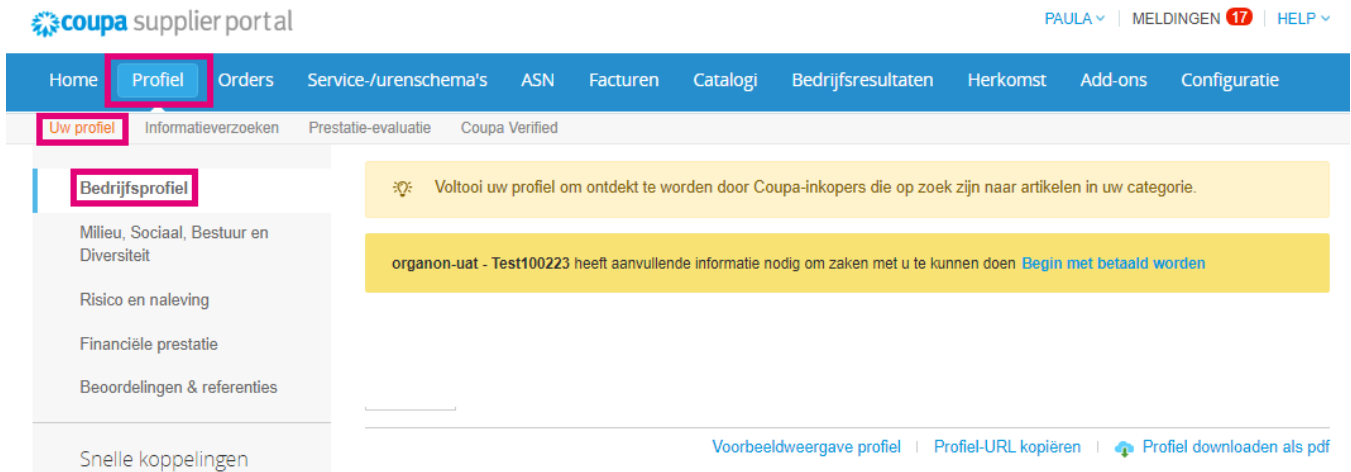 coupa supplier portal
PAULA MELDINGEN 17 HELP
Home Profiel Orders Service-/urenschema's ASN Facturen Catalogi Bedrijfsresultaten Herkomst Add-ons Configuratie
Uw profiel Informatieverzoeken Prestatie-evaluatie Coupa Verified
Bedrijfsprofiel
Milieu, Sociaal, Bestuur en
Diversiteit
Risico en naleving
Financiële prestatie
Beoordelingen & referenties
Snelle koppelingen
Voltooi uw profiel om ontdekt te worden door Coupa-inkopers die op zoek zijn naar artikelen in uw categorie.
organon-uat - Test100223 heeft aanvullende informatie nodig om zaken met u te kunnen doen Begin met betaald worden
Voorbeeldweergave profiel | Profiel-URL kopiëren | Profiel downloaden als pdf